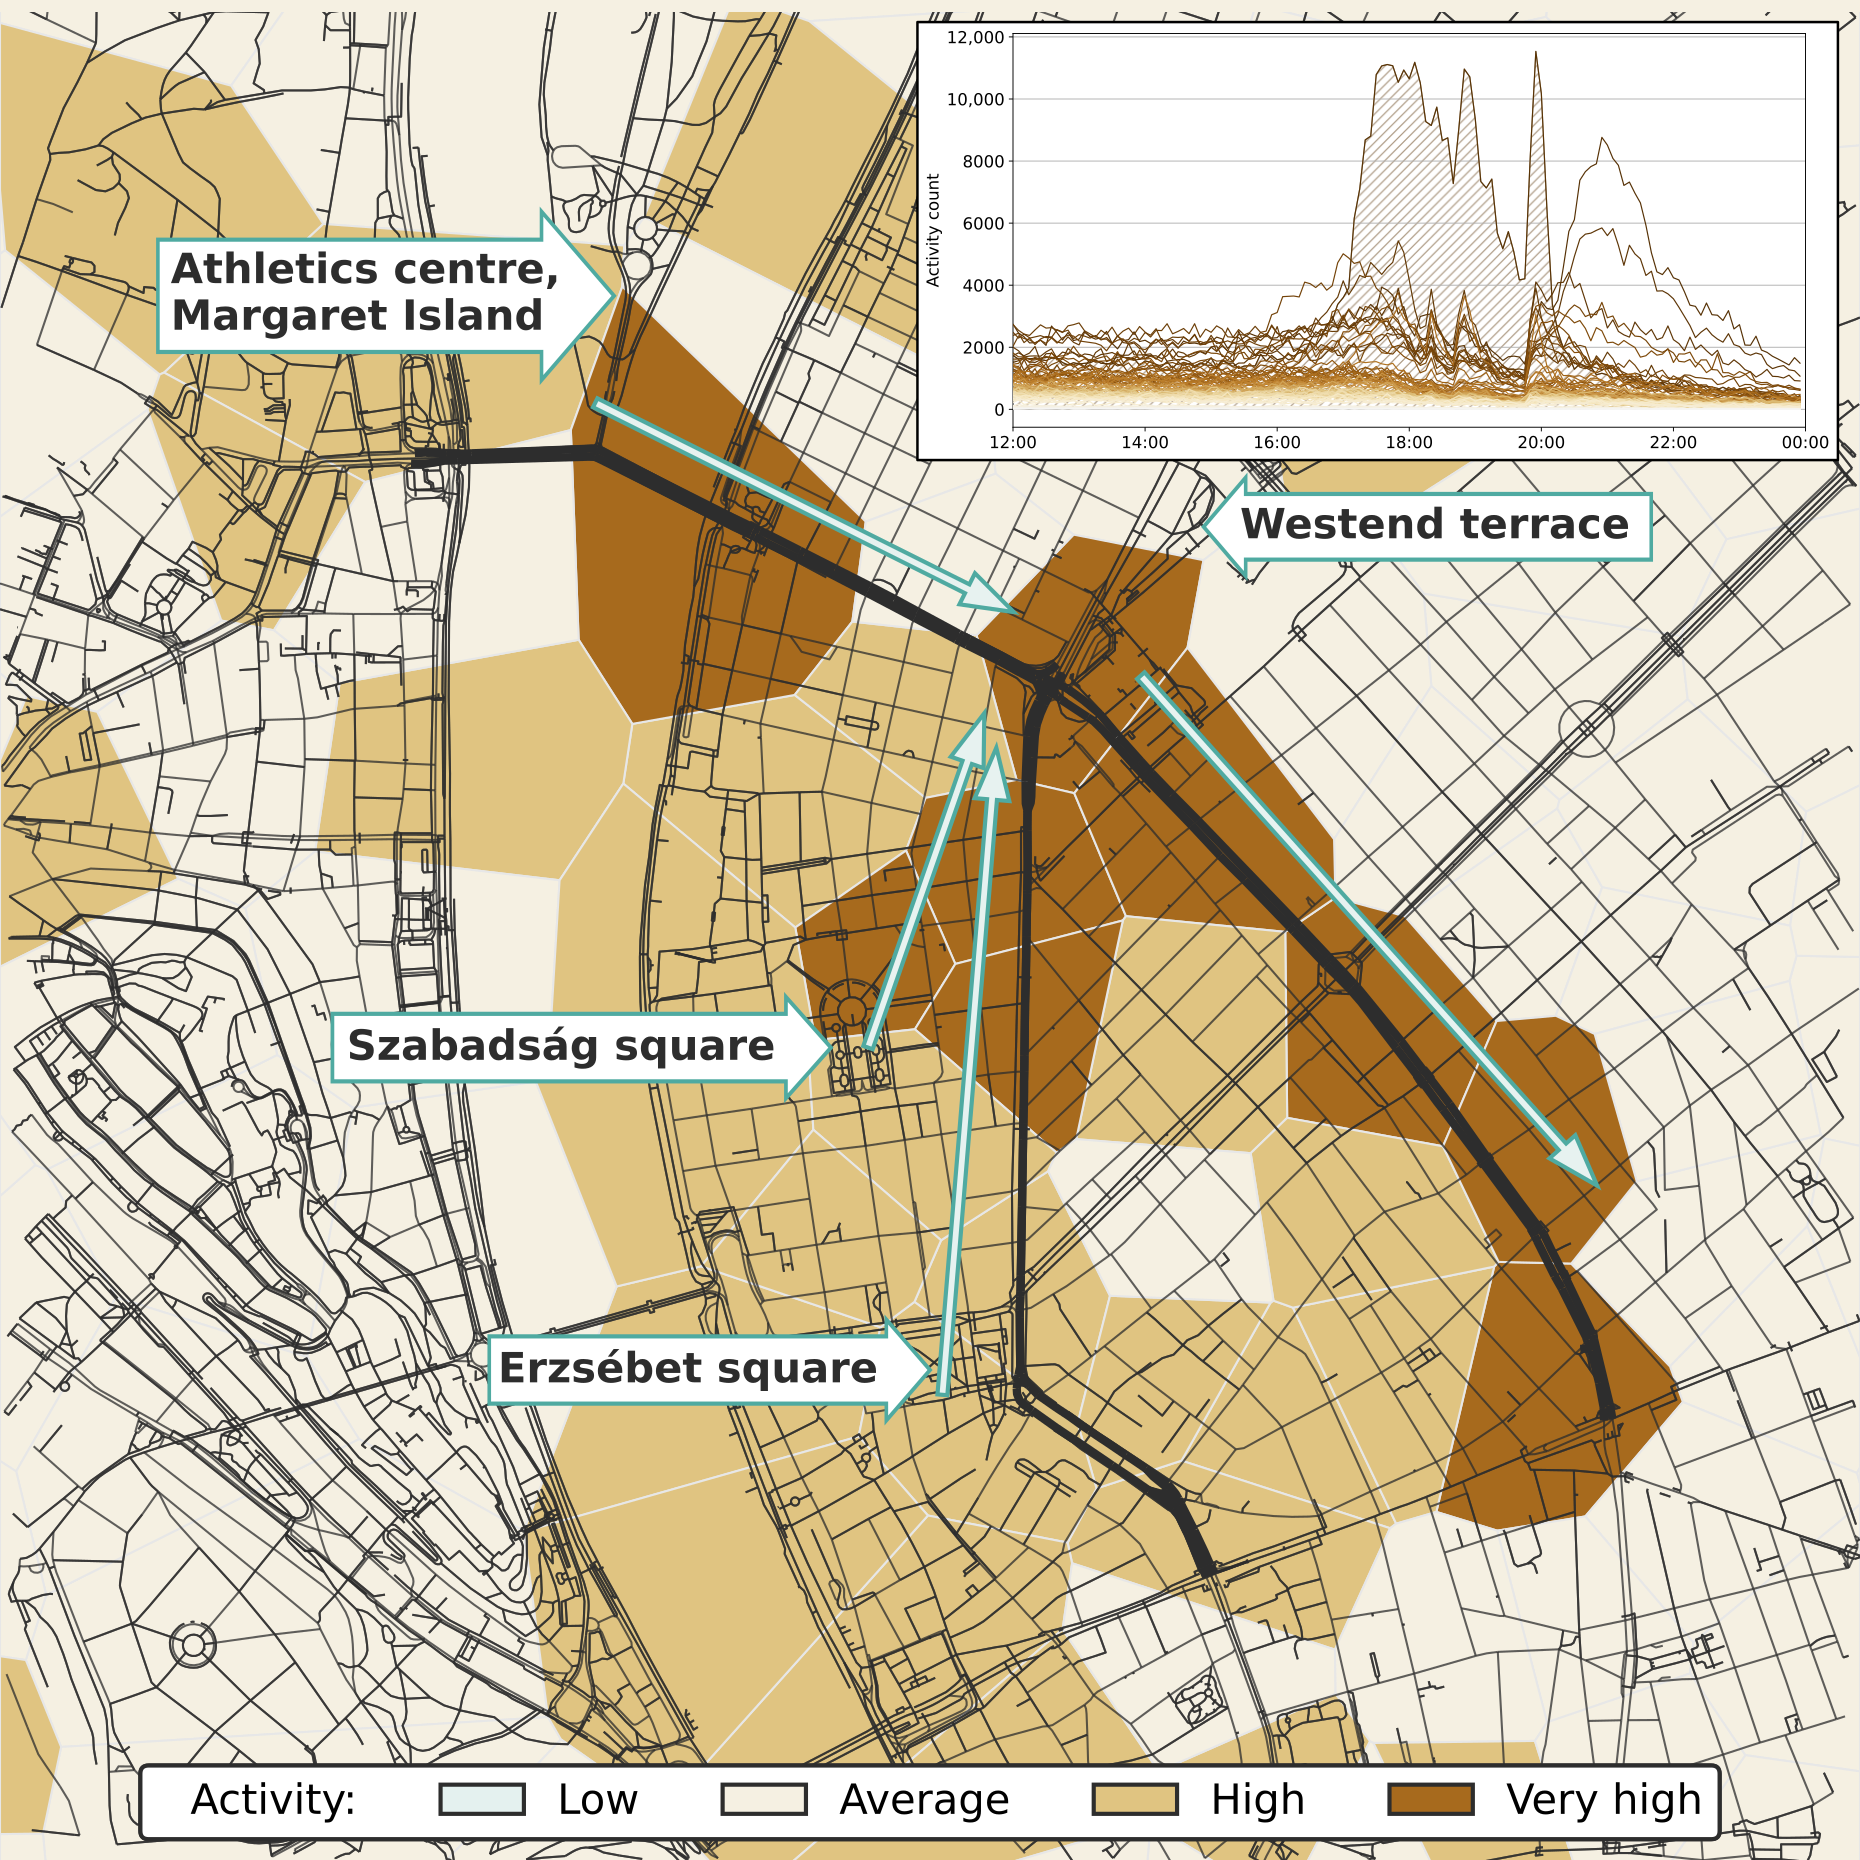 12,000
10,000
8000
6000
4000
2000
0
Activity count
12:00 14:00 16:00 18:00 20:00 22:00 00:00
Athletics centre,
Margaret Island
Westend terrace
Szabadság square
Erzsébet square
Activity: Low Average High Very high